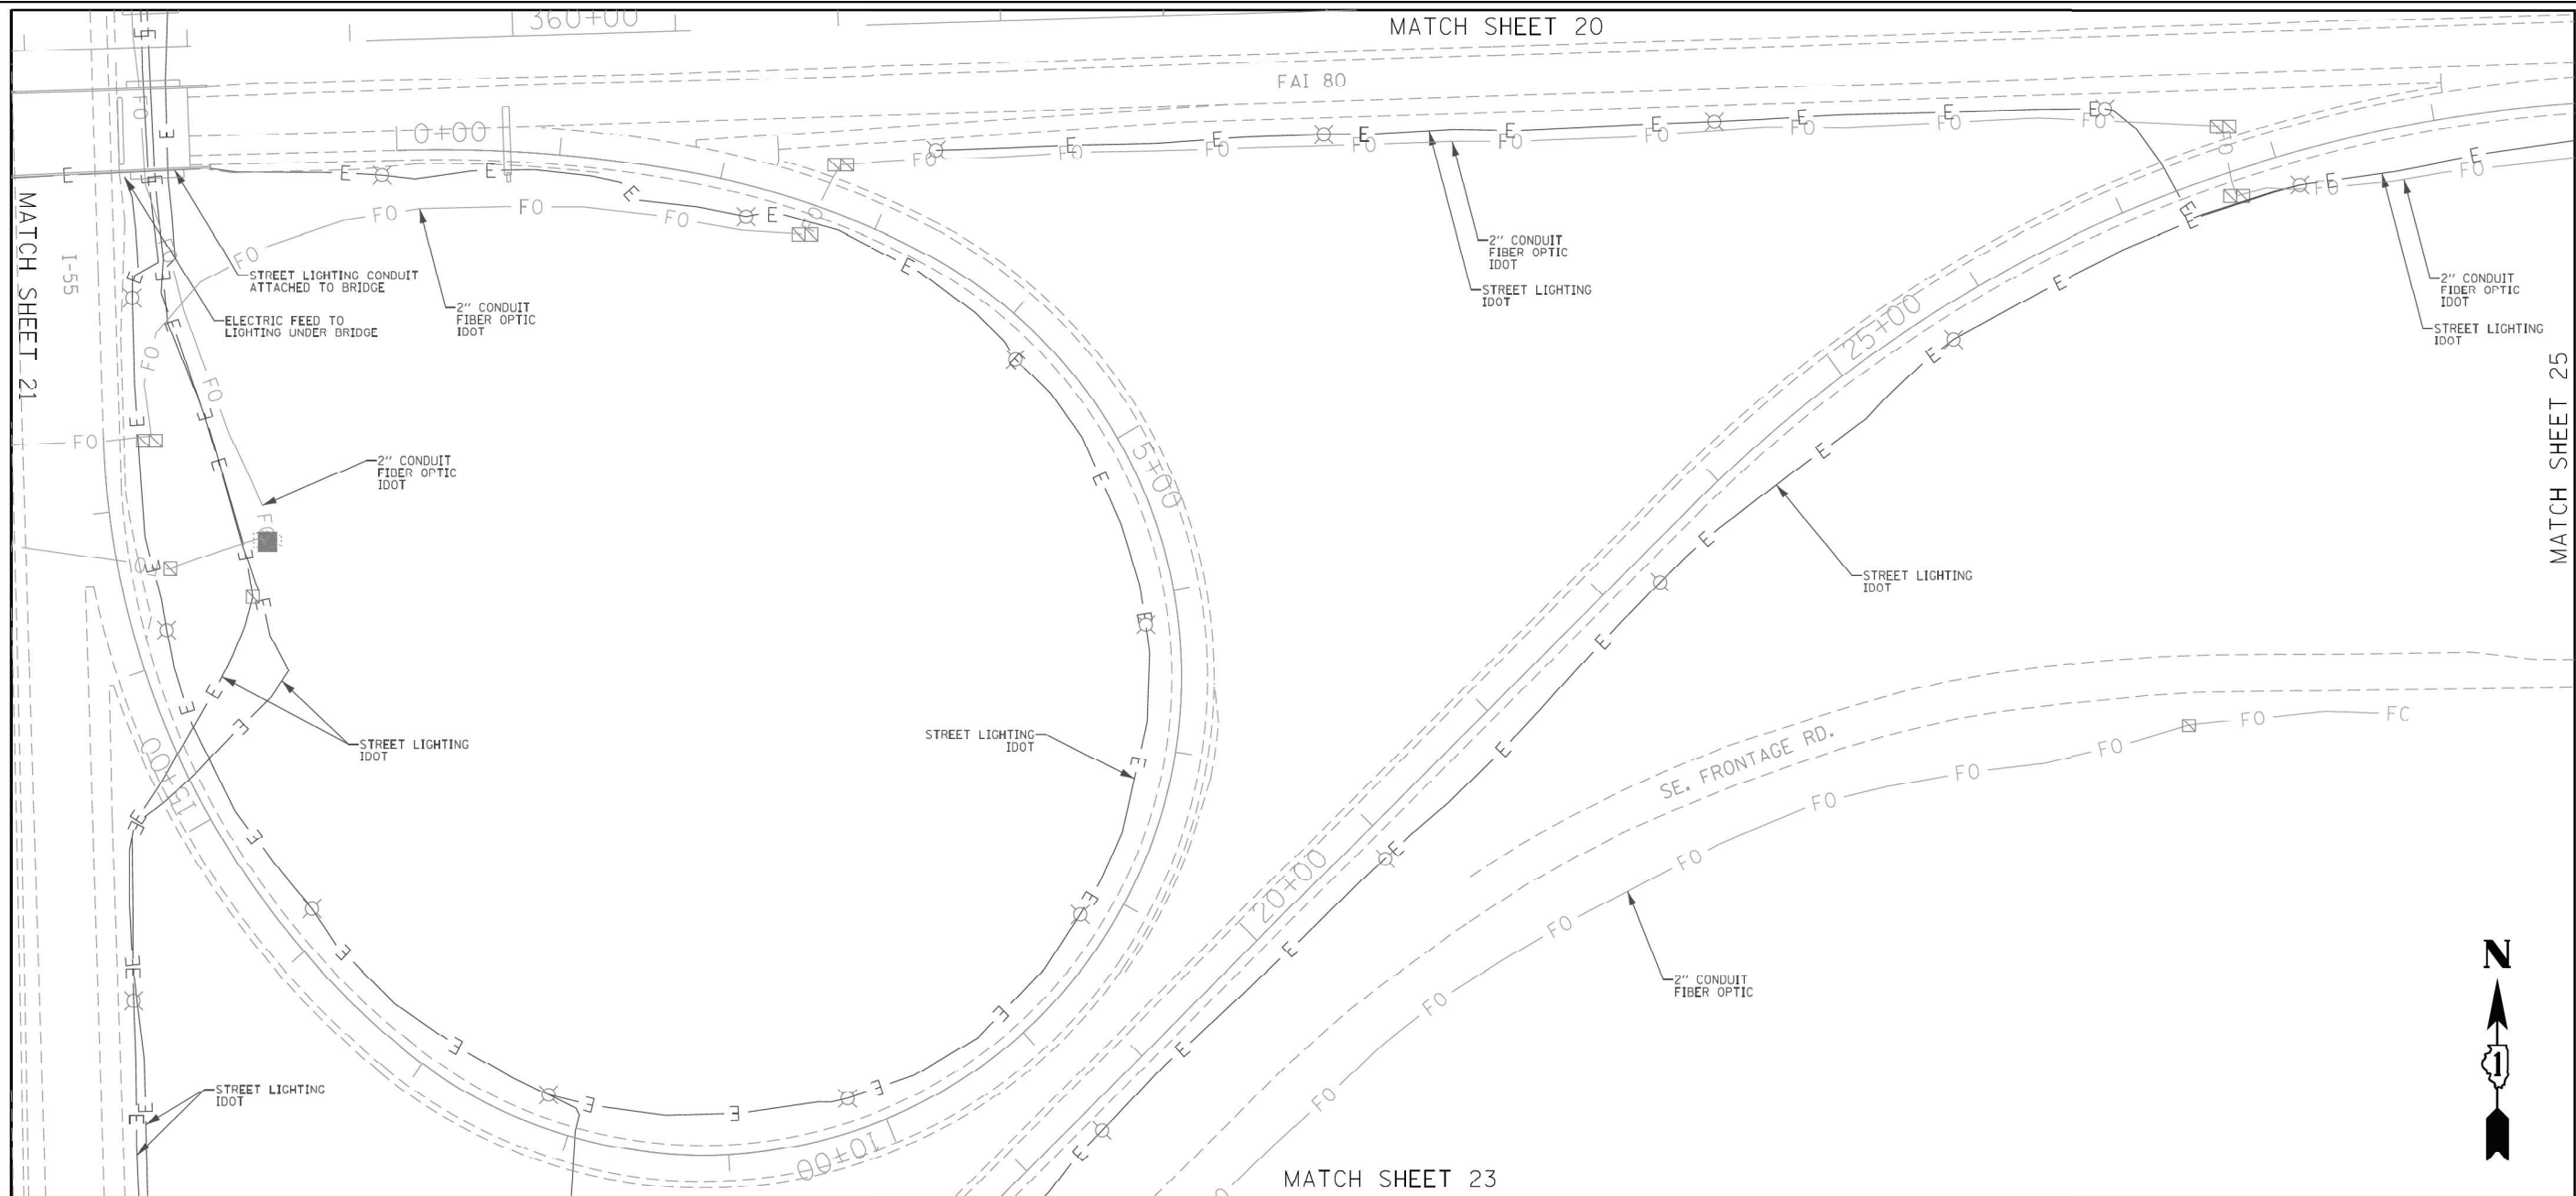 360+00
MATCH SHEET 20
FAI 80
0+00
MATCH SHEET 21
I-55
STREET LIGHTING CONDUIT
ATTACHED TO BRIDGE
ELECTRIC FEED TO
LIGHTING UNDER BRIDGE
2" CONDUIT
FIBER OPTIC
IDOT
2" CONDUIT
FIBER OPTIC
IDOT
STREET LIGHTING
IDOT
2" CONDUIT
FIBER OPTIC
IDOT
STREET LIGHTING
IDOT
25+00
MATCH SHEET 25
2" CONDUIT
FIBER OPTIC
IDOT
5+00
STREET LIGHTING
IDOT
STREET LIGHTING
IDOT
STREET LIGHTING
IDOT
15+00
SE. FRONTAGE RD.
20+00
2" CONDUIT
FIBER OPTIC
N
1
STREET LIGHTING
IDOT
10+00
MATCH SHEET 23
E
FO
FC